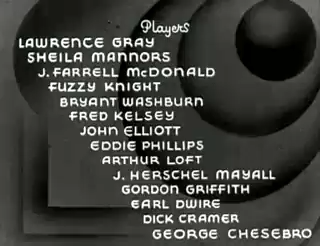 Players
LAWRENCE GRAY
SHEILA MANNORS
J. FARRELL McDONALD
FUZZY KNIGHT
BRYANT WASHBURN
FRED KELSEY
JOHN ELLIOTT
EDDIE PHILLIPS
ARTHUR LOFT
J. HERSCHEL MAYALL
GORDON GRIFFITH
EARL DWIRE
DICK CRAMER
GEORGE CHESEBRO